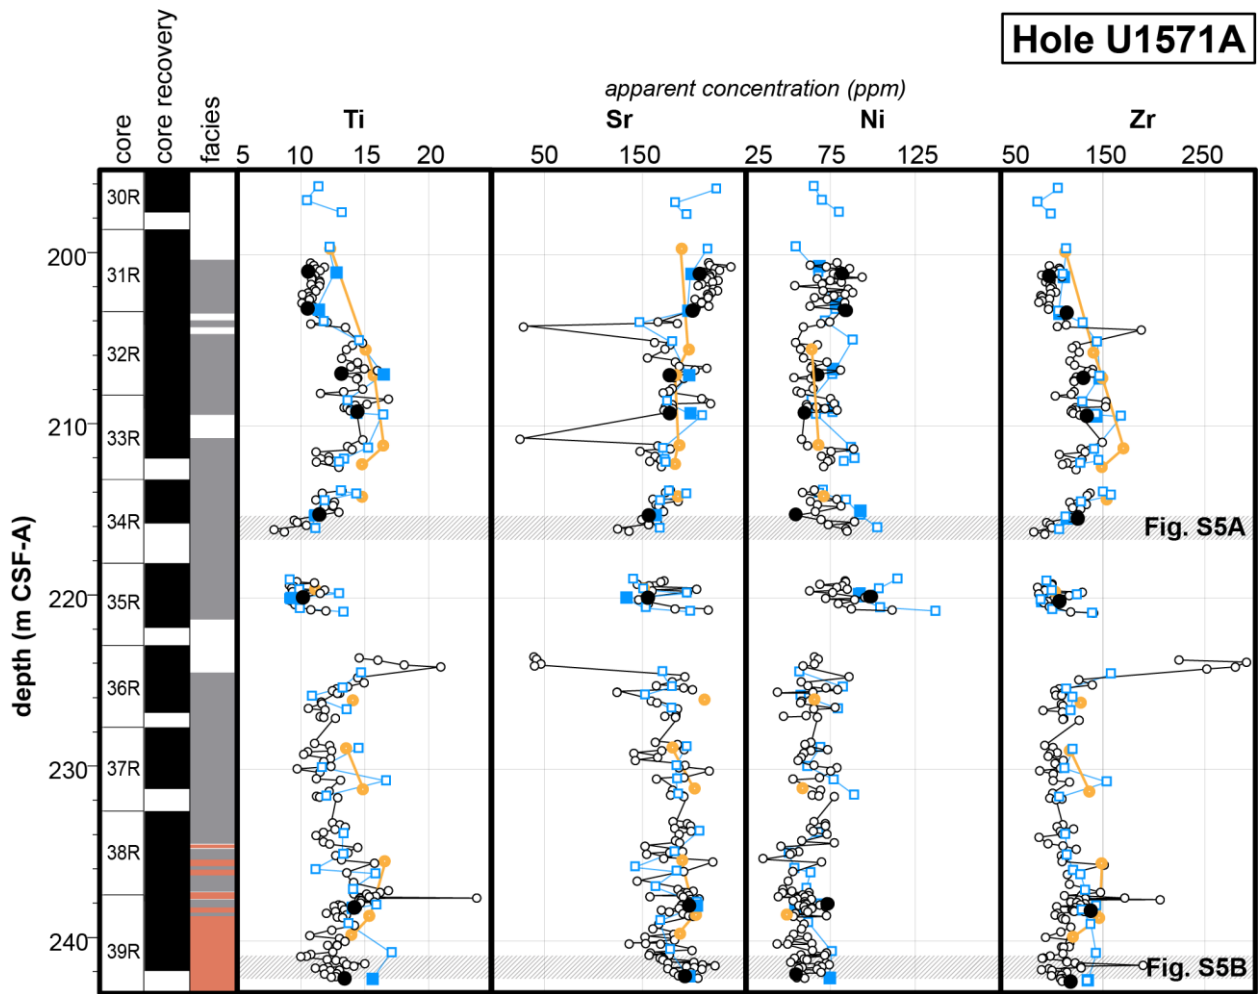 Hole U1571A
apparent concentration (ppm)
core
core recovery
facies
Ti
Sr
Ni
Zr
5 10 15 20
50 150
25 75 125
50 150 250
depth (m CSF-A)
200
210
220
230
240
30R
31R
32R
33R
34R
35R
36R
37R
38R
39R
Fig. S5A
Fig. S5B